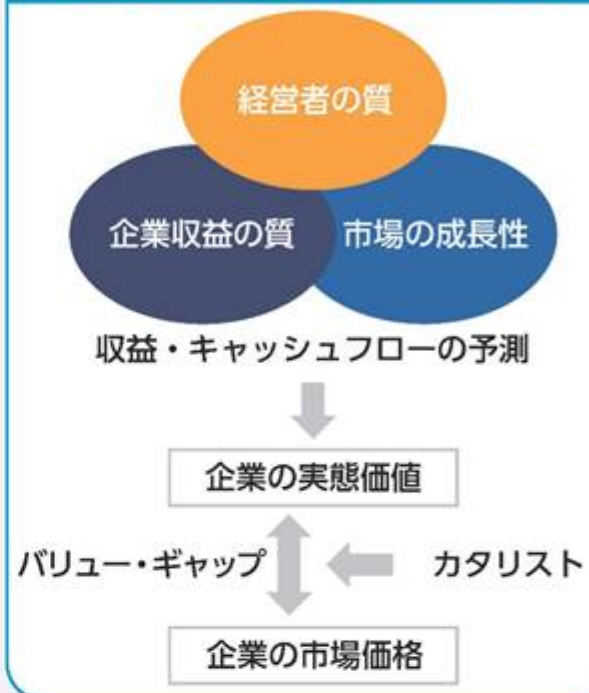 経営者の質
企業収益の質 市場の成長性
収益・キャッシュフローの予測
企業の実態価値
バリュー・ギャップ カタリスト
企業の市場価格